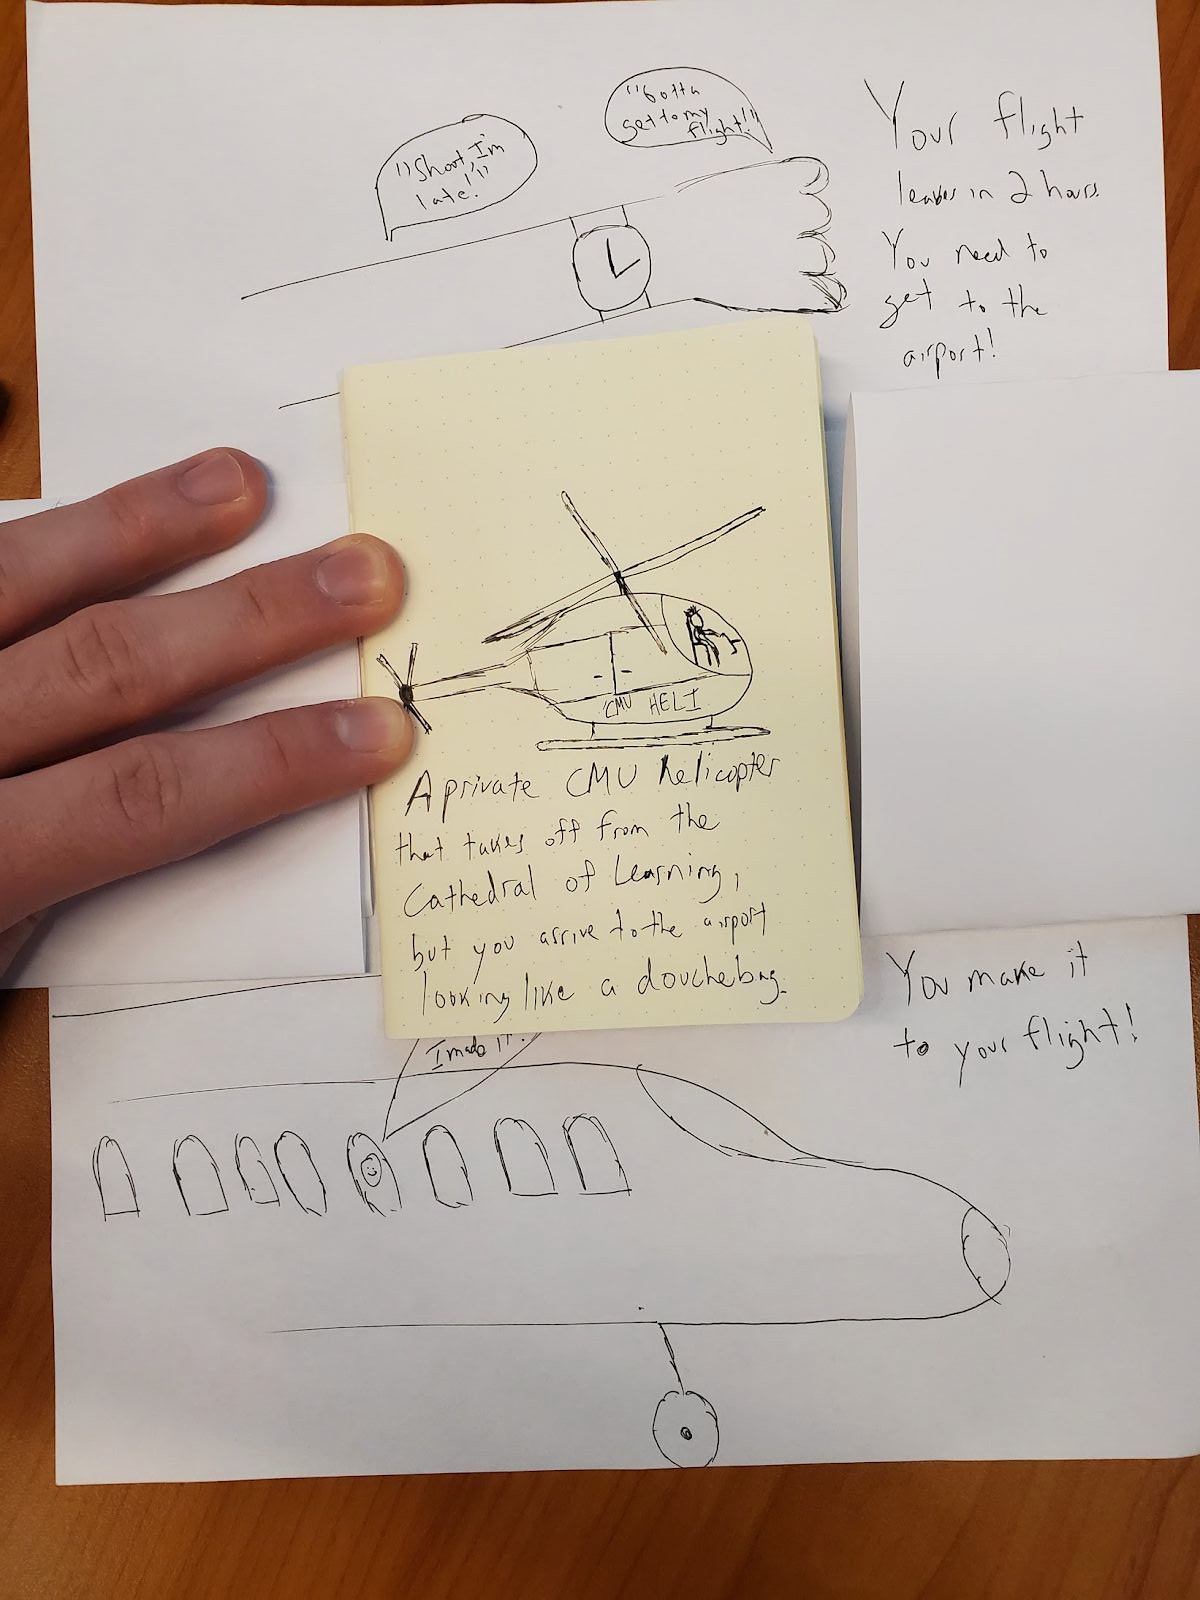 "Shoot, I'm
late!"
"Gotta
get to my
flight!"
Your flight
leaves in 2 hours.
You need to
get to the
airport!
CMU HELI
A private CMU helicopter
that takes off from the
Cathedral of Learning,
but you arrive to the airport
looking like a douchebag.
You make it
to your flight!
I made it!